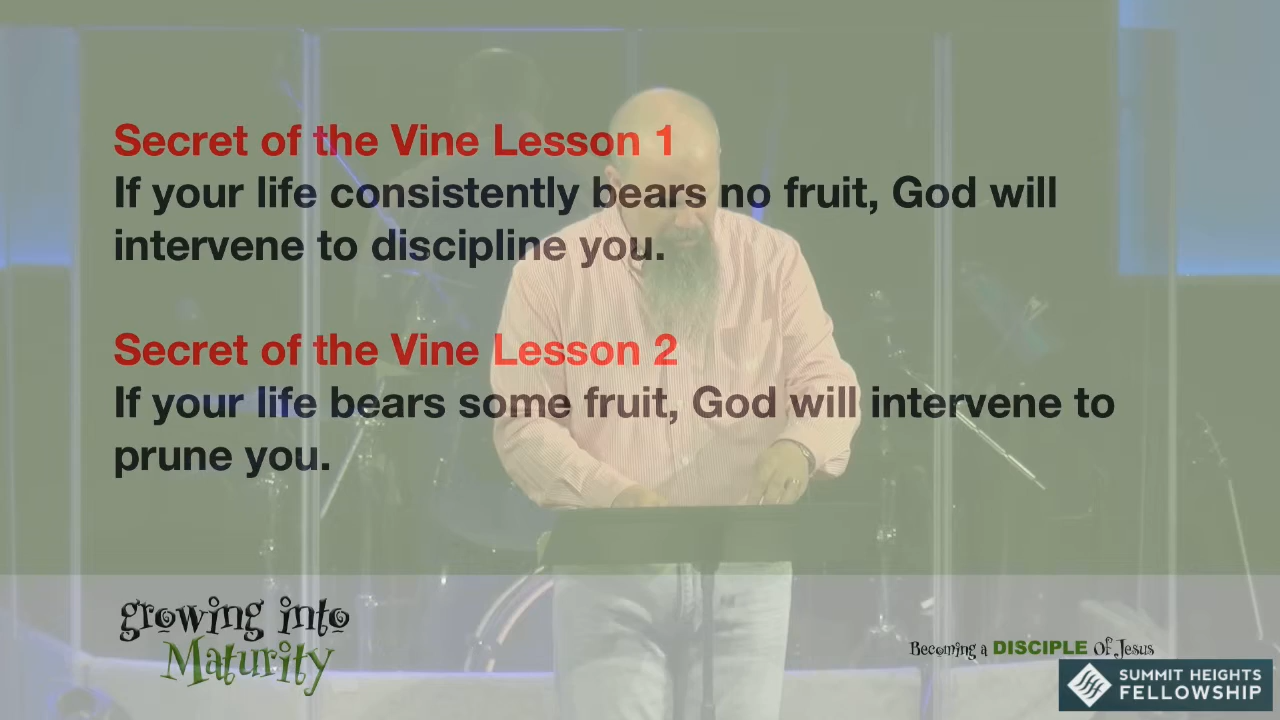 Secret of the Vine Lesson 1
If your life consistently bears no fruit, God will
intervene to discipline you.
Secret of the Vine Lesson 2
If your life bears some fruit, God will intervene to
prune you.
growing into
Maturity
Becoming a DISCIPLE Of Jesus
SUMMIT HEIGHTS
FELLOWSHIP